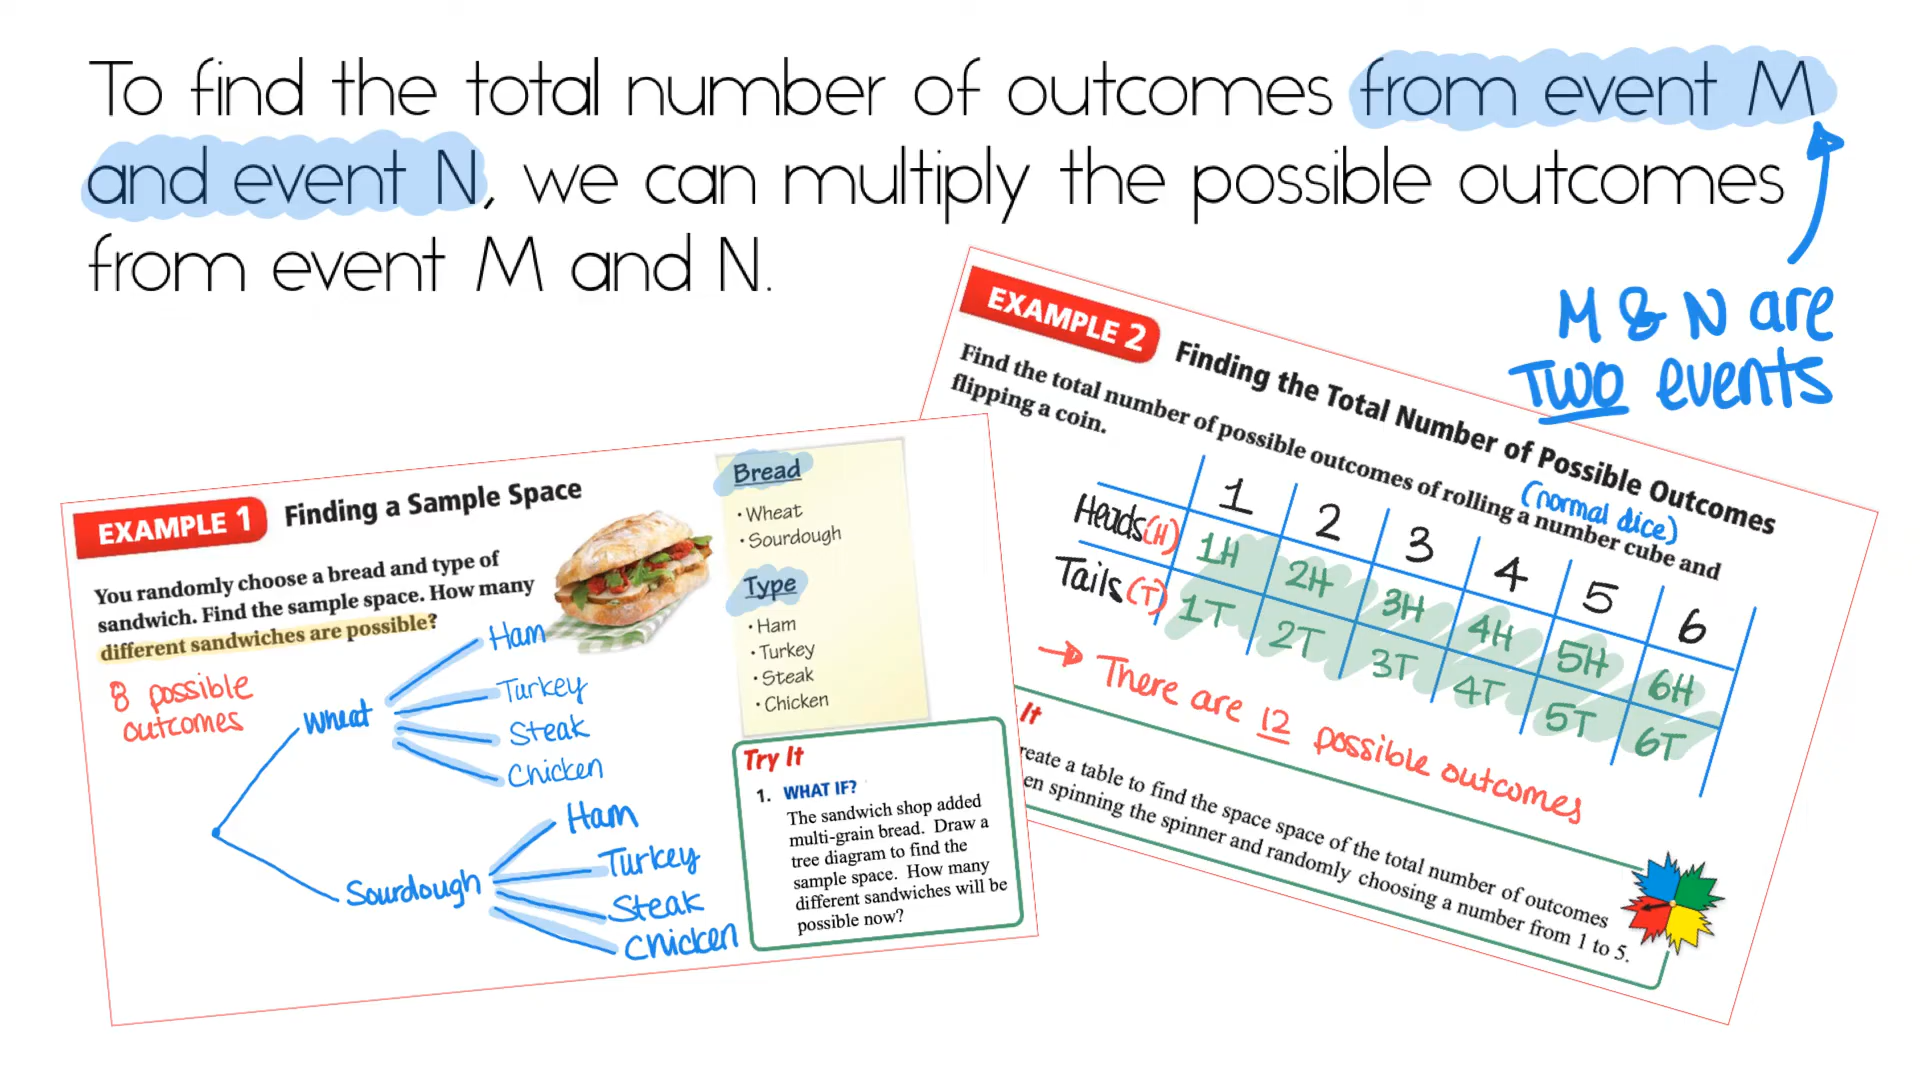 To find the total number of outcomes from event M
and event N, we can multiply the possible outcomes
from event M and N.
M & N are
TWO events
EXAMPLE 1 Finding a Sample Space
You randomly choose a bread and type of
sandwich. Find the sample space. How many
different sandwiches are possible?
8 possible
outcomes
Wheat
Ham
Turkey
Steak
Chicken
Sourdough
Ham
Turkey
Steak
Chicken
Bread
• Wheat
• Sourdough
Type
• Ham
• Turkey
• Steak
• Chicken
Try It
1. WHAT IF?
The sandwich shop added
multi-grain bread. Draw a
tree diagram to find the
sample space. How many
different sandwiches will be
possible now?
EXAMPLE 2 Finding the Total Number of Possible Outcomes
Find the total number of possible outcomes of rolling a number cube and
flipping a coin.
(normal dice)
1 2 3 4 5 6
Heads(H) 1H 2H 3H 4H 5H 6H
Tails(T) 1T 2T 3T 4T 5T 6T
→ There are 12 possible outcomes
It
reate a table to find the space space of the total number of outcomes
en spinning the spinner and randomly choosing a number from 1 to 5.